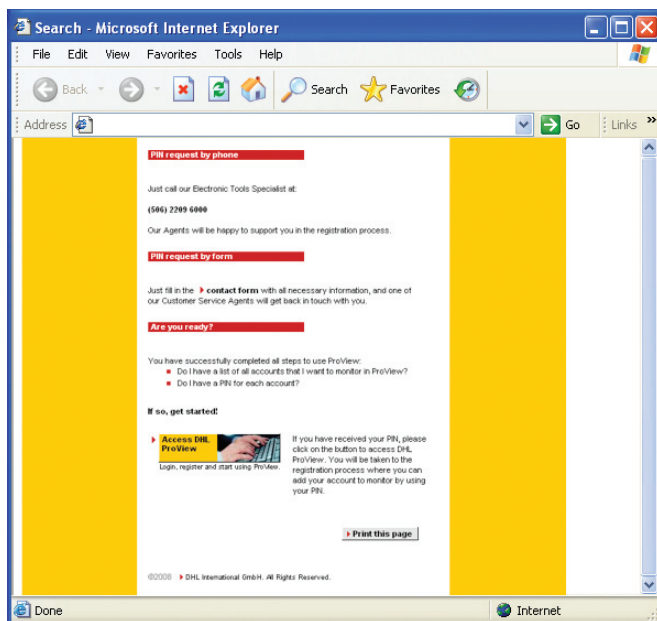 Search - Microsoft Internet Explorer
File Edit View Favorites Tools Help
Back Search Favorites
Address Go Links »
PIN request by phone
Just call our Electronic Tools Specialist at:
(506) 2209 6000
Our Agents will be happy to support you in the registration process.
PIN request by form
Just fill in the contact form with all necessary information, and one of
our Customer Service Agents will get back in touch with you.
Are you ready?
You have successfully completed all steps to use ProView:
Do I have a list of all accounts that I want to monitor in ProView?
Do I have a PIN for each account?
If so, get started!
Access DHL
ProView
Login, register and start using ProView.
If you have received your PIN, please
click on the button to access DHL
ProView. You will be taken to the
registration process where you can
add your account to monitor by using
your PIN.
Print this page
©2008 DHL International GmbH. All Rights Reserved.
Done Internet